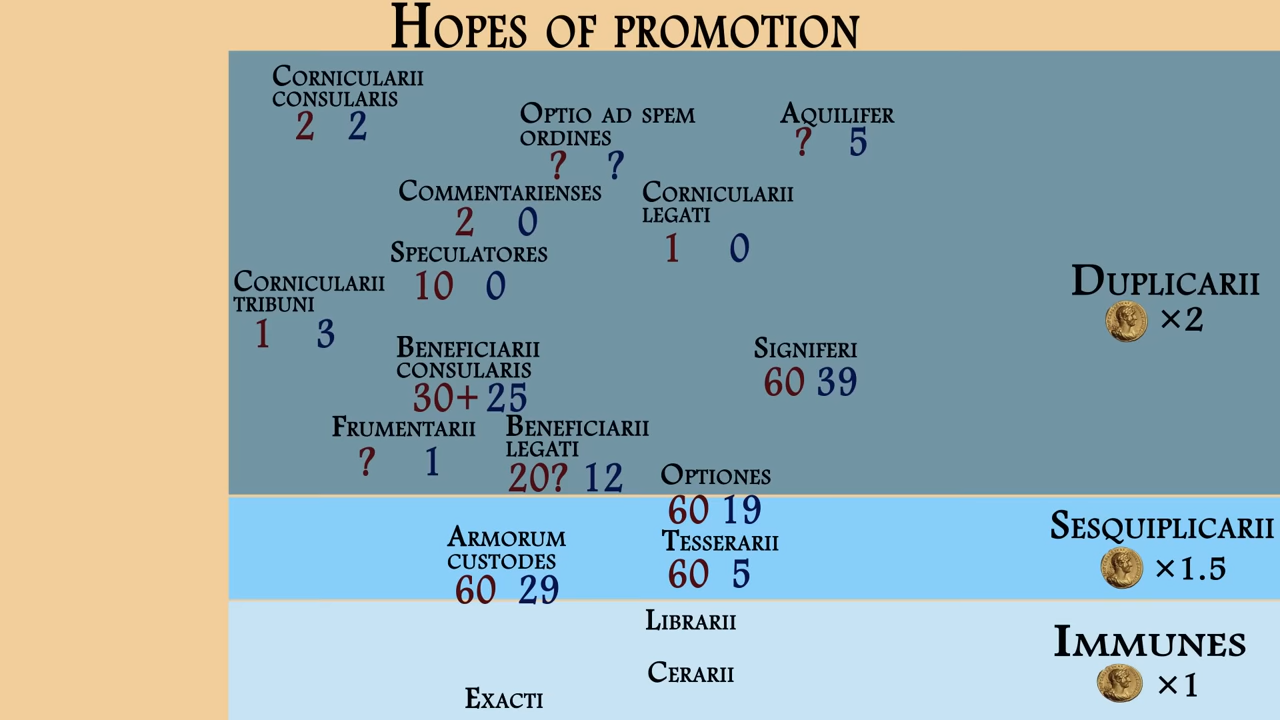 Hopes of promotion
Cornicularii
consularis
2 2
Optio ad spem
ordines
? ?
Aquilifer
? 5
Commentarienses
2 0
Cornicularii
legati
1 0
Speculatores
10 0
Cornicularii
tribuni
1 3
Duplicarii
×2
Beneficiarii
consularis
30+ 25
Signiferi
60 39
Frumentarii
? 1
Beneficiarii
legati
20? 12
Optiones
60 19
Armorum
custodes
60 29
Tesserarii
60 5
Sesquiplicarii
×1.5
Librarii
Cerarii
Exacti
Immunes
×1